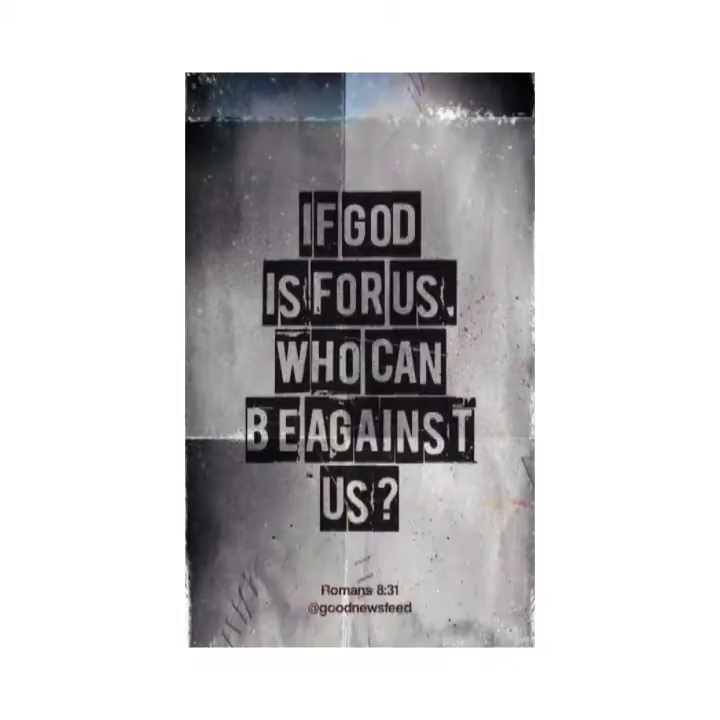 IF GOD
IS FOR US.
WHO CAN
BE AGAINST
US?
Romans 8:31
@goodnewsfeed